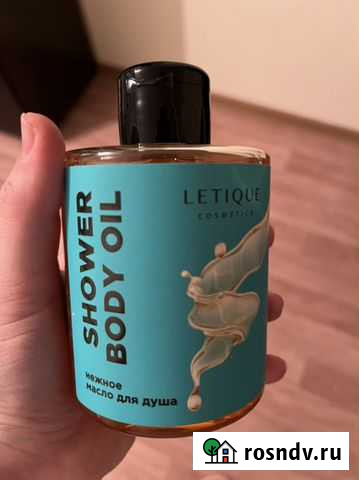 LETIQUE
COSMETICS
SHOWER
BODY OIL
нежное
масло для душа
rosndv.ru